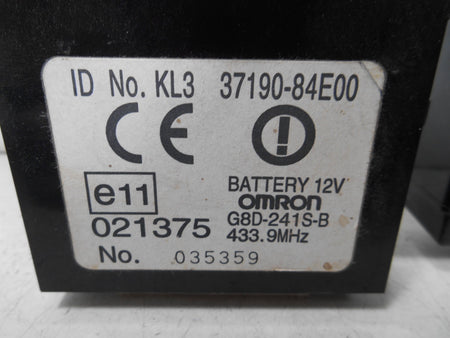 ID No. KL3 37190-84E00
CE
e11
BATTERY 12V
OMRON
021375
G8D-241S-B
433.9MHz
No. 035359